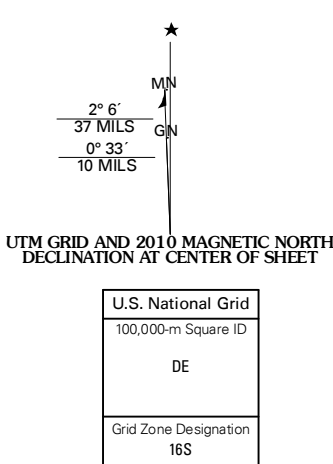 ★
MN
2° 6´
37 MILS
GN
0° 33´
10 MILS
UTM GRID AND 2010 MAGNETIC NORTH
DECLINATION AT CENTER OF SHEET
U.S. National Grid
100,000-m Square ID
DE
Grid Zone Designation
16S